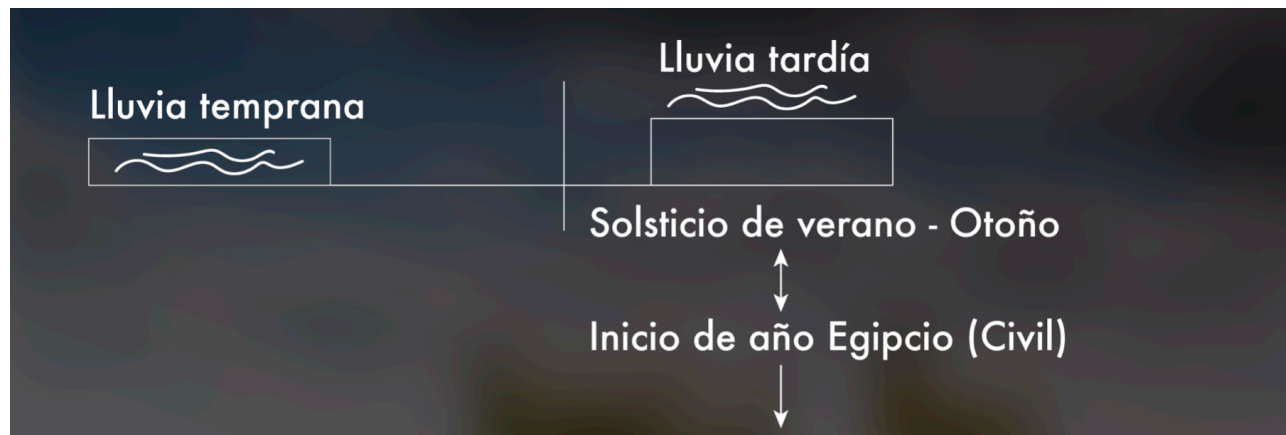 Lluvia tardía
Lluvia temprana
Solsticio de verano - Otoño
Inicio de año Egipcio (Civil)